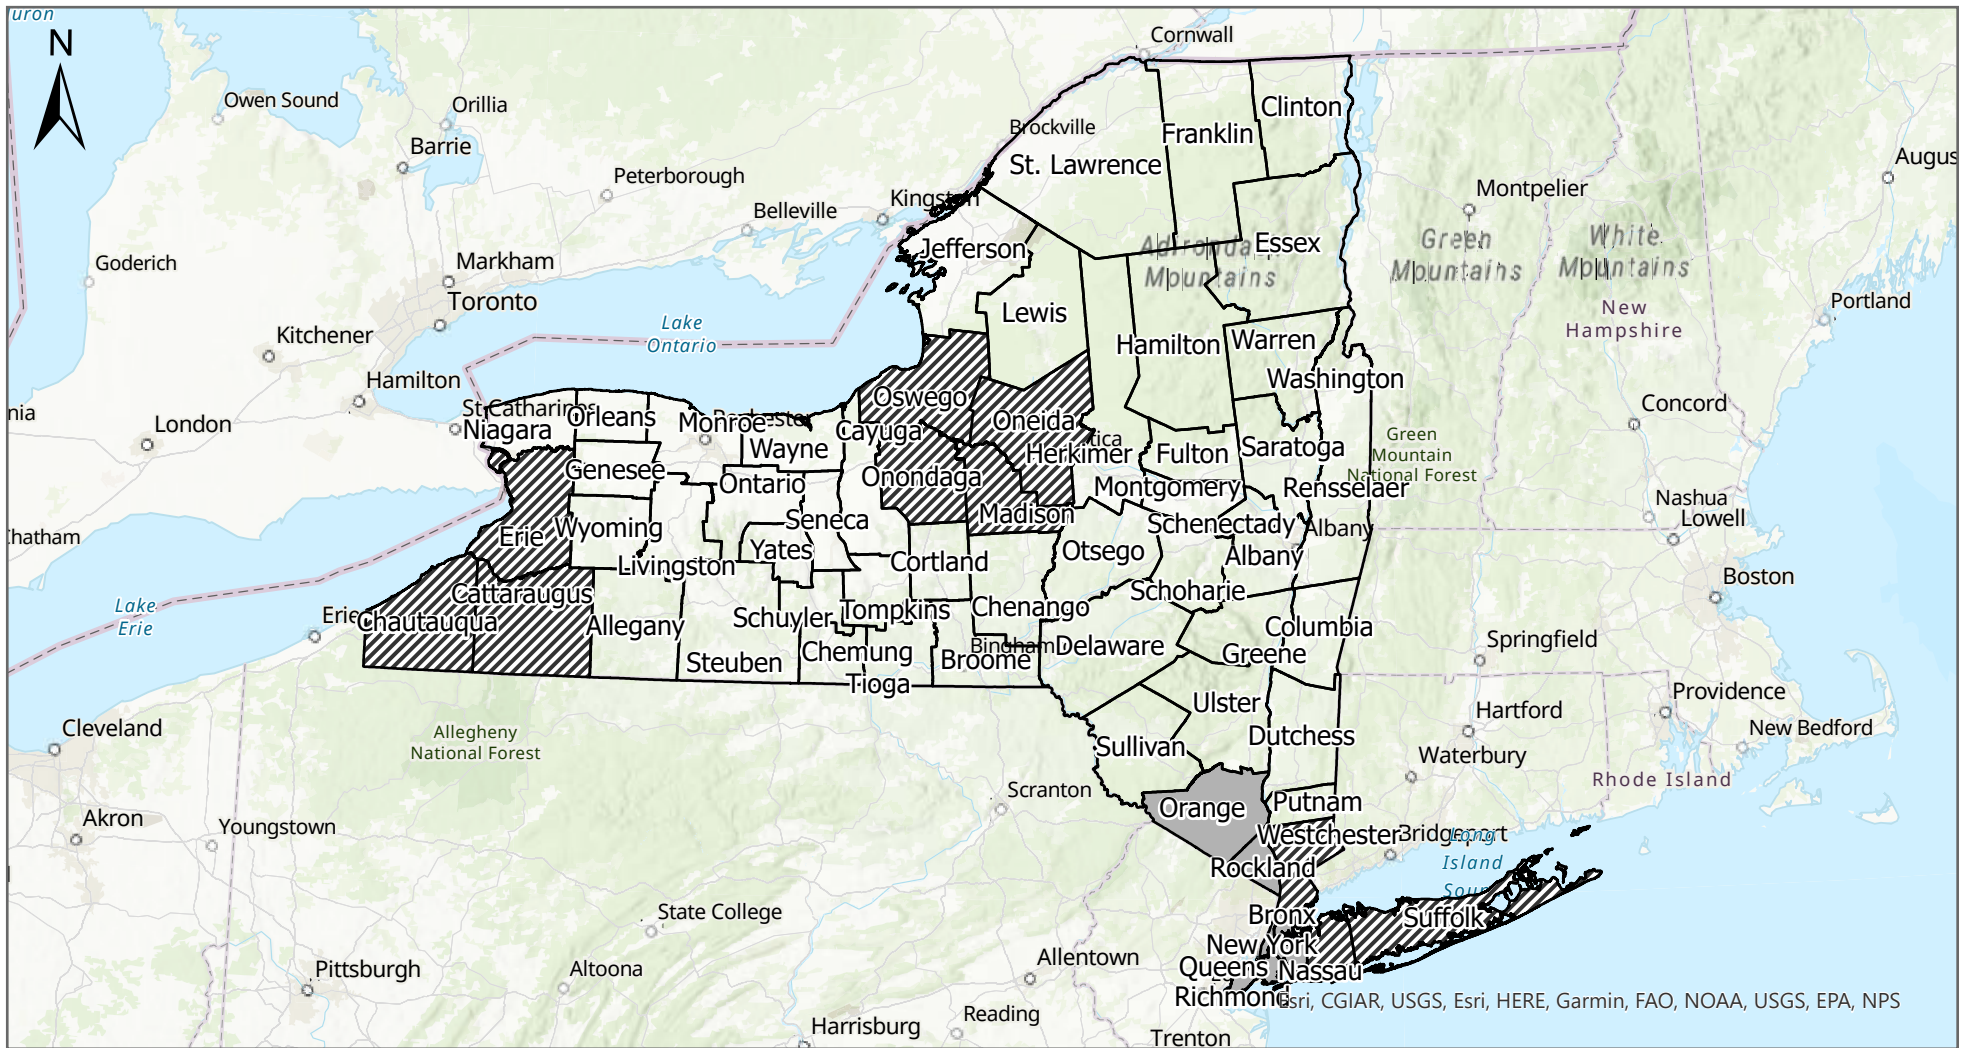 uron
N
Cornwall
Owen Sound
Orillia
Clinton
Brockville
Franklin
Barrie
St. Lawrence
Augus
Peterborough
Montpelier
Kingston
Belleville
Jefferson
Essex
Green
Mountains
White
Mountains
Adirondack
Mountains
Goderich
Markham
Toronto
Lewis
New
Hampshire
Portland
Lake
Ontario
Kitchener
Hamilton
Warren
Hamilton
Washington
Oswego
Concord
nia
London
St Catharines
Orleans
Monroe
Rochester
Oneida
Niagara
Cayuga
Wayne
Utica
Herkimer
Fulton
Saratoga
Green
Mountain
National Forest
Genesee
Onondaga
Ontario
Montgomery
Rensselaer
Nashua
Lowell
Chatham
Erie
Wyoming
Seneca
Madison
Schenectady
Albany
Yates
Otsego
Albany
Livingston
Cortland
Boston
Lake
Erie
Cattaraugus
Schoharie
Erie
Chautauqua
Allegany
Schuyler
Tompkins
Chenango
Columbia
Springfield
Steuben
Chemung
Broome
Bingham
Delaware
Greene
Tioga
Providence
Ulster
Hartford
Cleveland
Allegheny
National Forest
Sullivan
Dutchess
New Bedford
Waterbury
Rhode Island
Scranton
Orange
Putnam
Akron
Youngstown
Westchester
Bridgeport
Long
Island
Sound
Rockland
State College
Bronx
Suffolk
New York
Allentown
Pittsburgh
Altoona
Queens
Nassau
Richmond
Esri, CGIAR, USGS, Esri, HERE, Garmin, FAO, NOAA, USGS, EPA, NPS
Reading
Harrisburg
Trenton